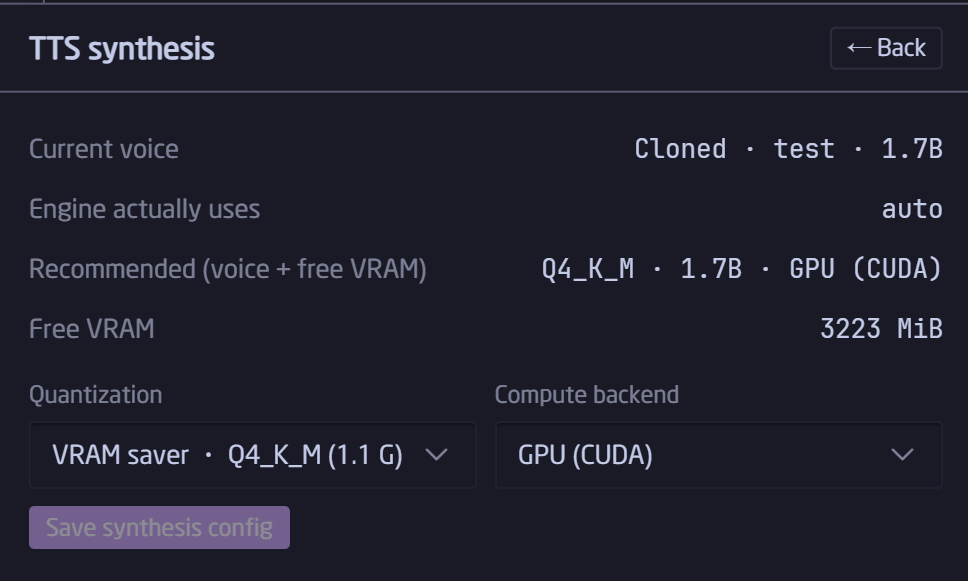 TTS synthesis
← Back
Current voice
Cloned · test · 1.7B
Engine actually uses
auto
Recommended (voice + free VRAM)
Q4_K_M · 1.7B · GPU (CUDA)
Free VRAM
3223 MiB
Quantization
Compute backend
VRAM saver · Q4_K_M (1.1 G)
GPU (CUDA)
Save synthesis config